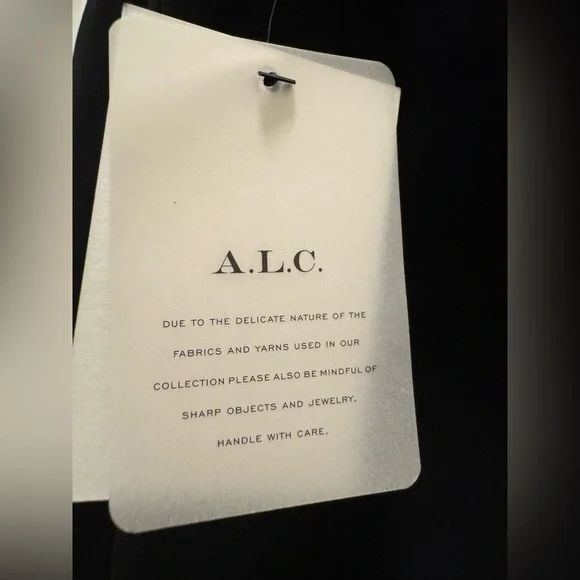 A.L.C.
DUE TO THE DELICATE NATURE OF THE
FABRICS AND YARNS USED IN OUR
COLLECTION PLEASE ALSO BE MINDFUL OF
SHARP OBJECTS AND JEWELRY.
HANDLE WITH CARE.